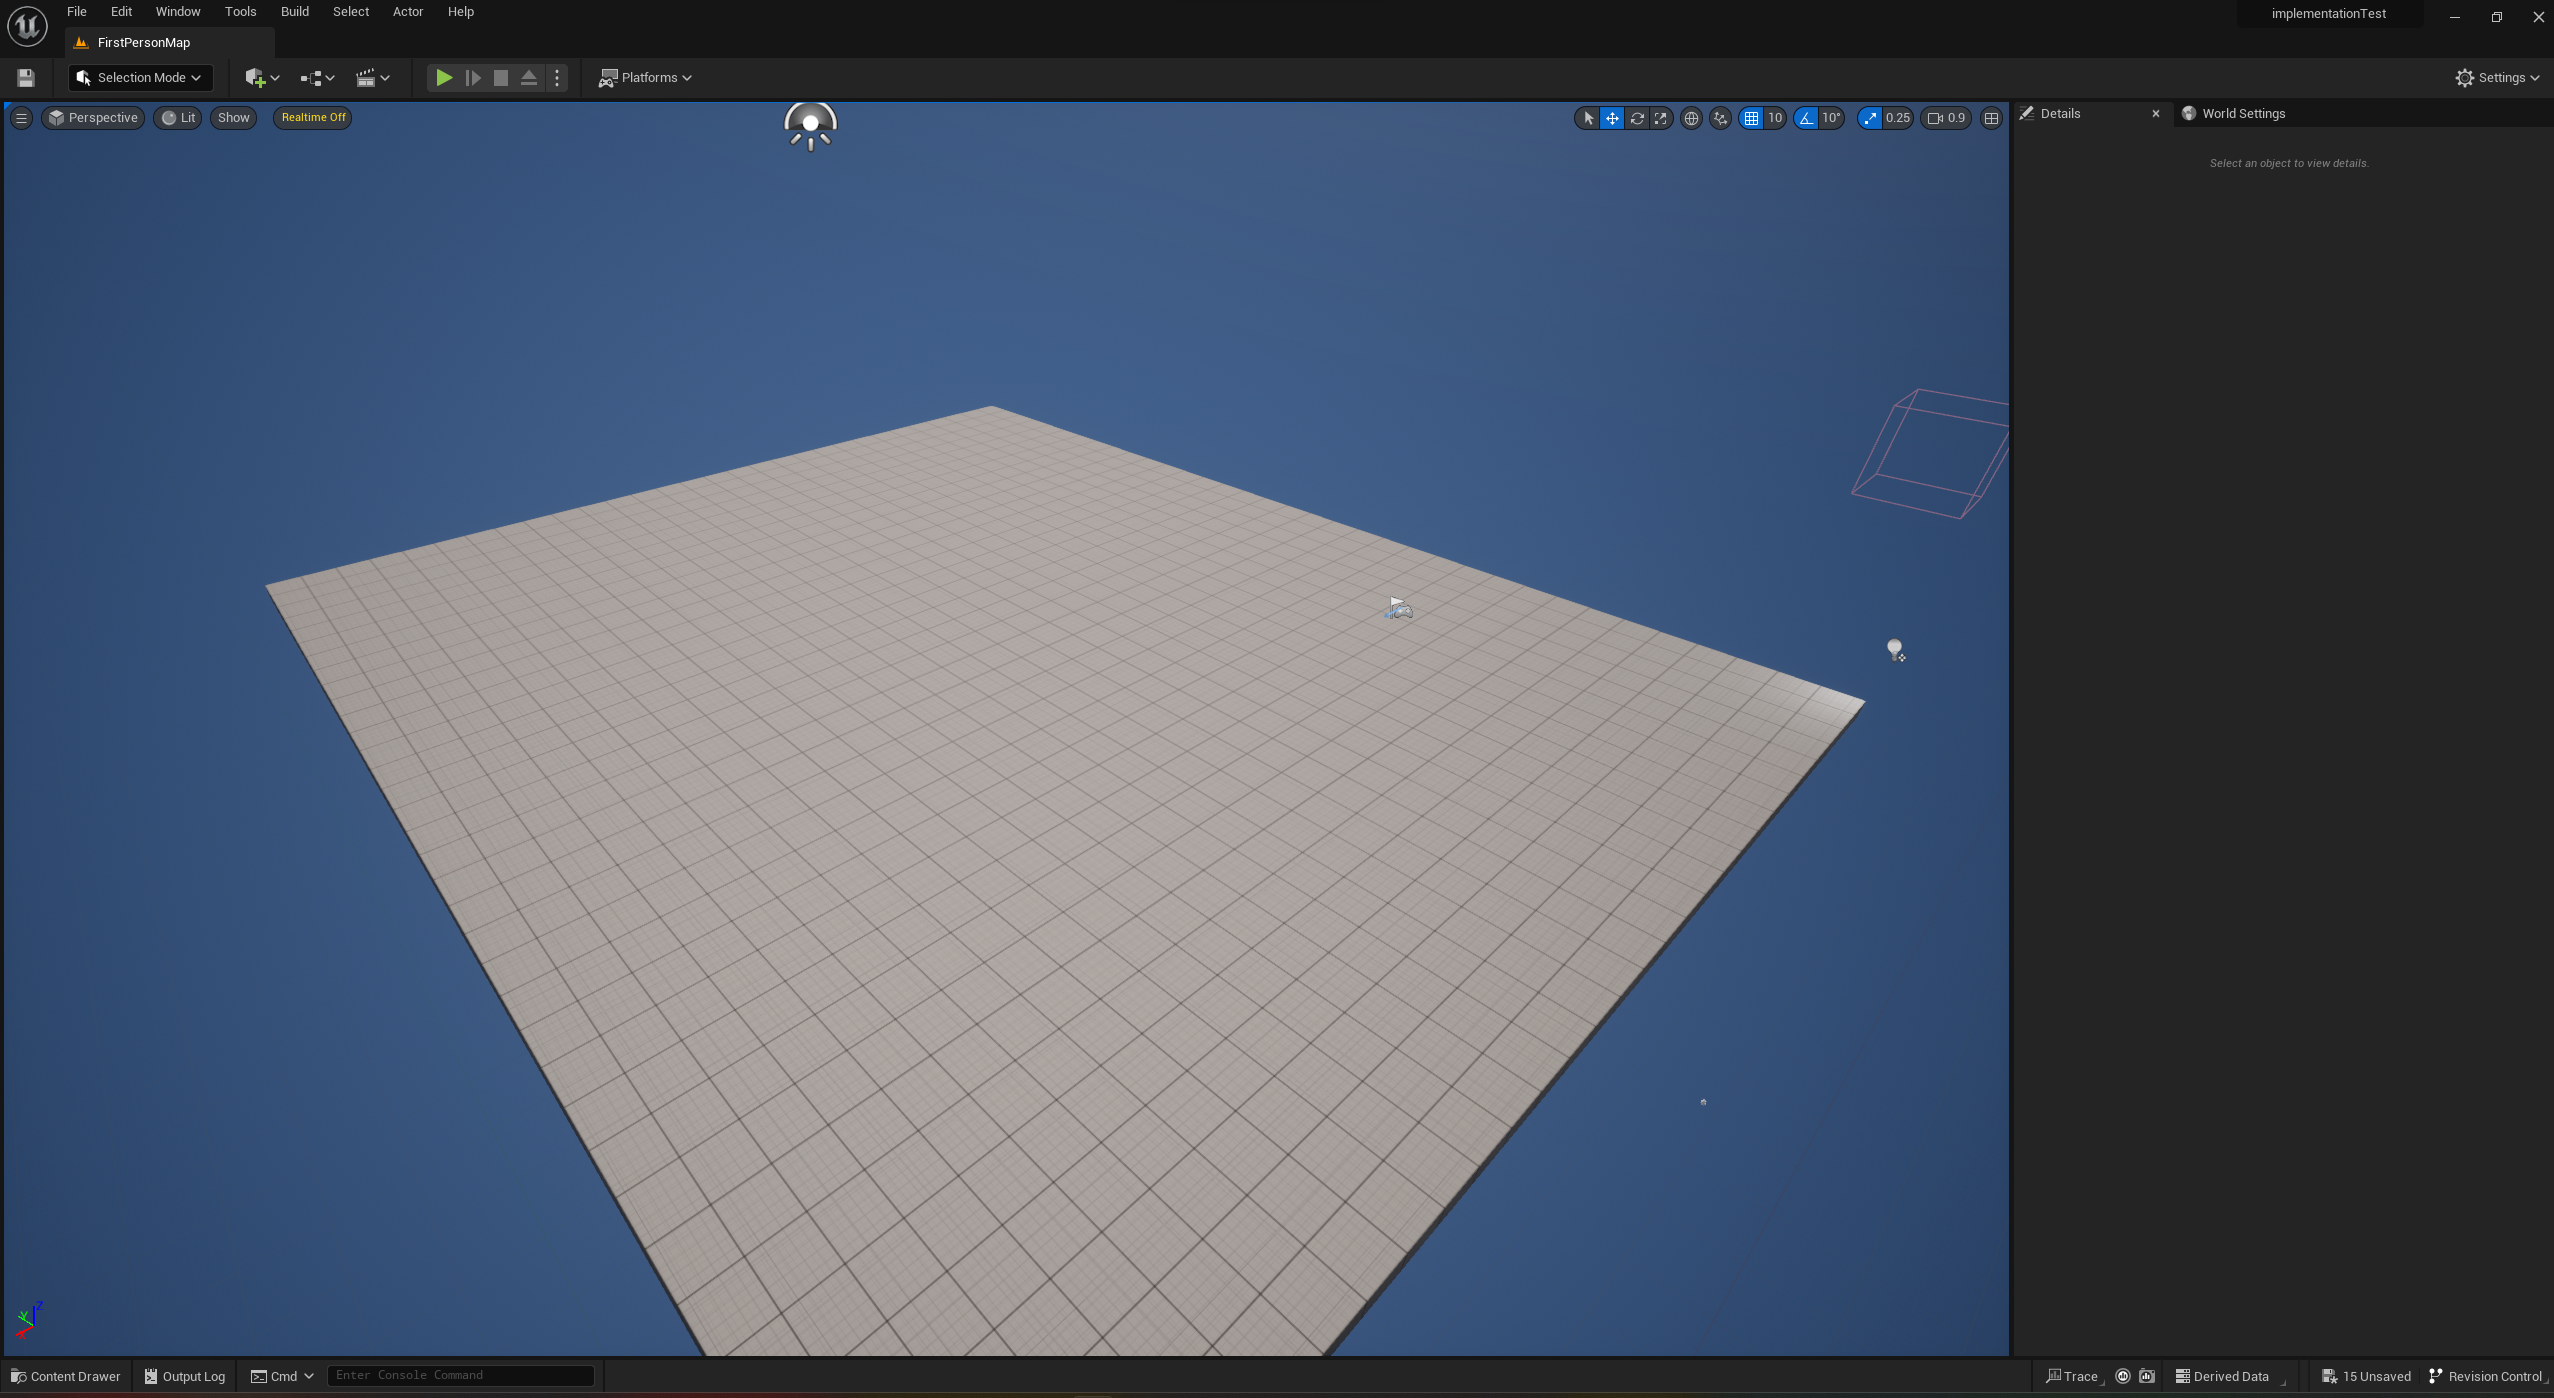 File Edit Window Tools Build Select Actor Help
implementationTest
FirstPersonMap
Selection Mode
Platforms
Settings
Perspective Lit Show Realtime Off
10 10° 0.25 0.9
Details World Settings
Select an object to view details.
Z
Y
X
Content Drawer Output Log Cmd Enter Console Command
Trace Derived Data 15 Unsaved Revision Control